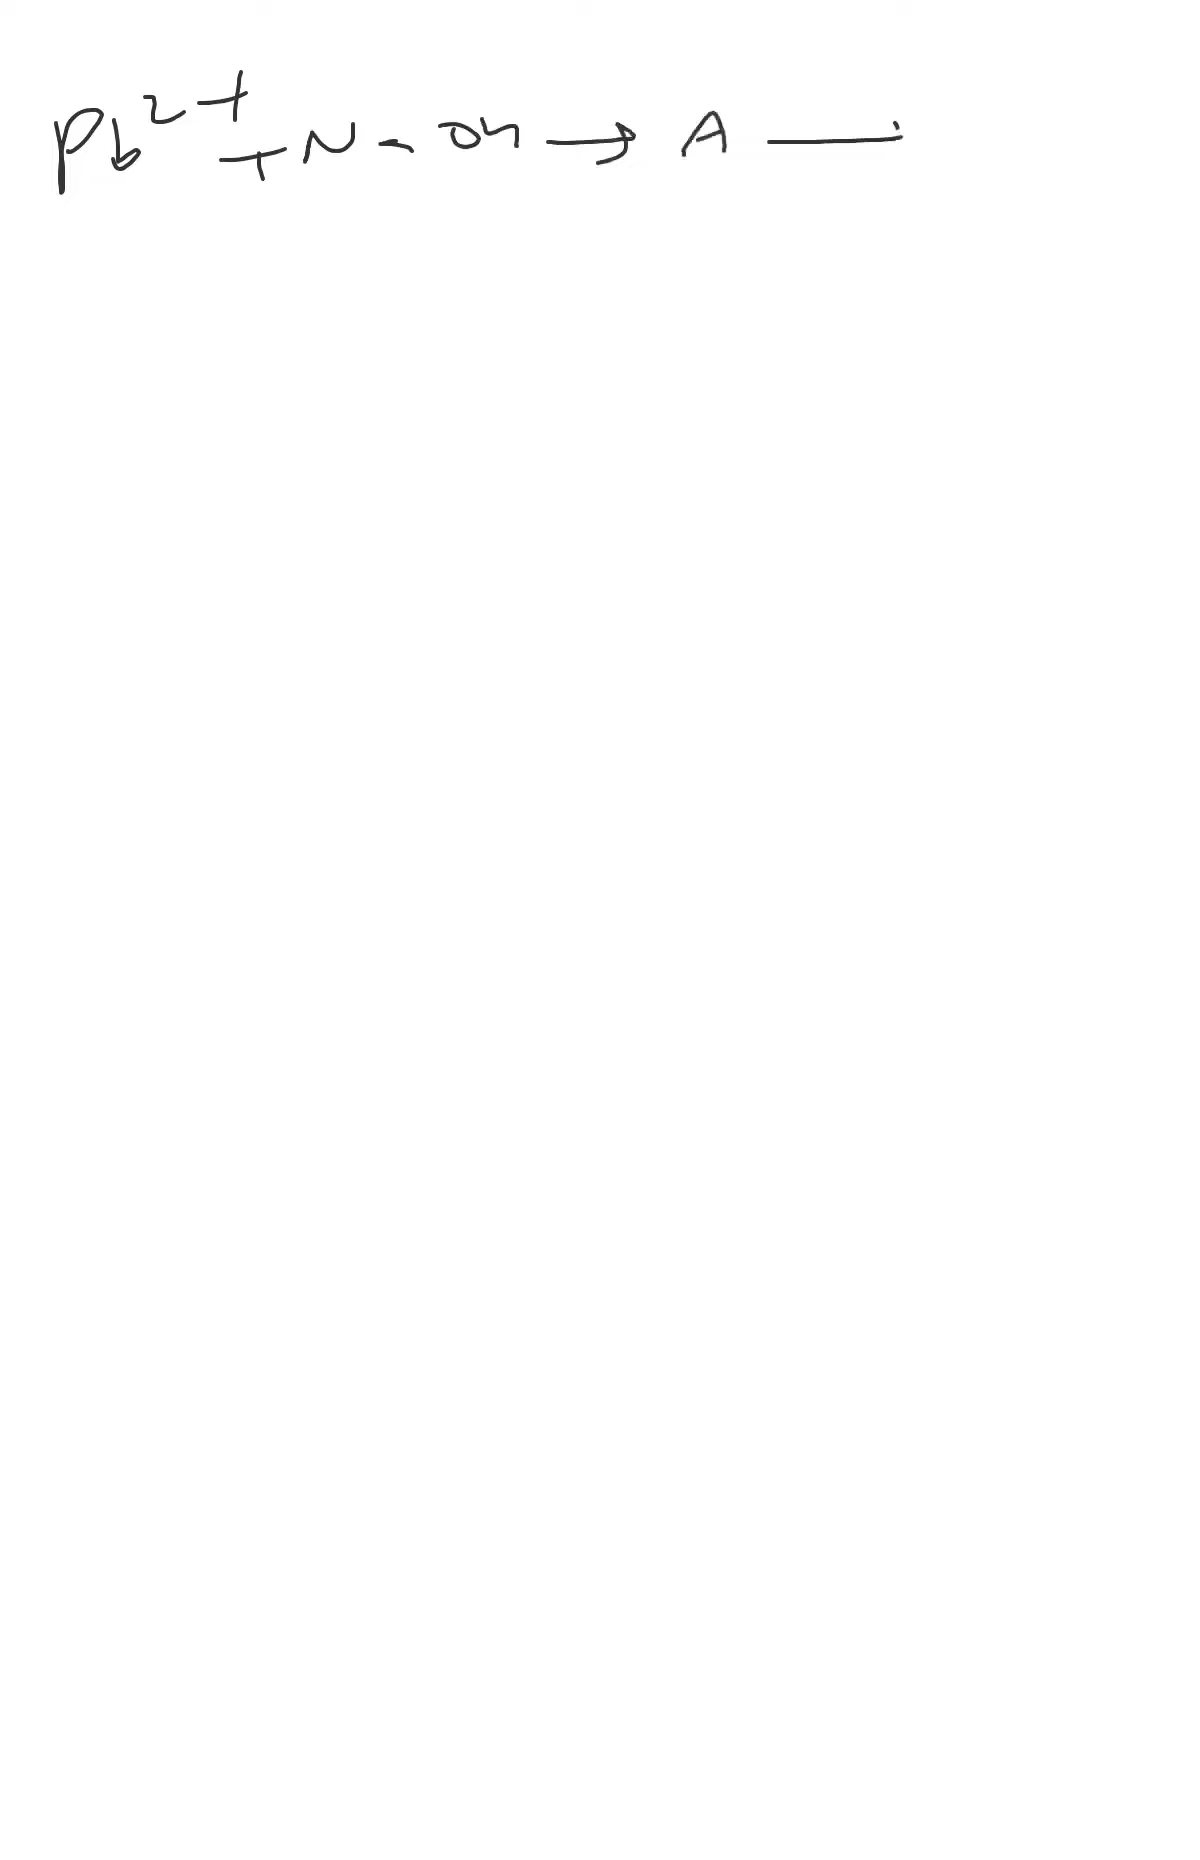 Pb²⁺ + NaOH → A —